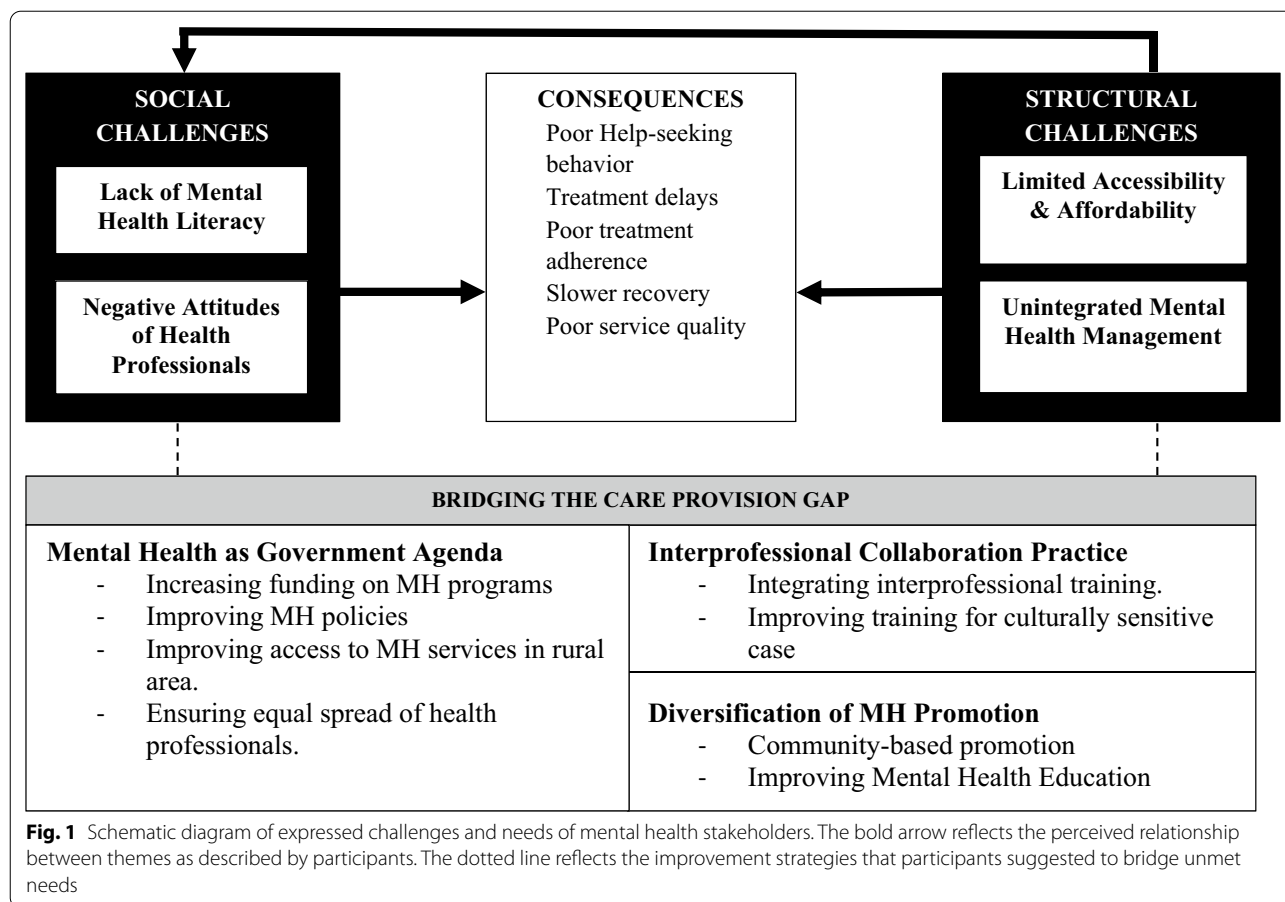 SOCIAL
CHALLENGES
Lack of Mental
Health Literacy
Negative Attitudes
of Health
Professionals
CONSEQUENCES
Poor Help-seeking
behavior
Treatment delays
Poor treatment
adherence
Slower recovery
Poor service quality
STRUCTURAL
CHALLENGES
Limited Accessibility
& Affordability
Unintegrated Mental
Health Management
BRIDGING THE CARE PROVISION GAP
Mental Health as Government Agenda
- Increasing funding on MH programs
- Improving MH policies
- Improving access to MH services in rural
area.
- Ensuring equal spread of health
professionals.
Interprofessional Collaboration Practice
- Integrating interprofessional training.
- Improving training for culturally sensitive
case
Diversification of MH Promotion
- Community-based promotion
- Improving Mental Health Education
Fig. 1 Schematic diagram of expressed challenges and needs of mental health stakeholders. The bold arrow reflects the perceived relationship
between themes as described by participants. The dotted line reflects the improvement strategies that participants suggested to bridge unmet
needs